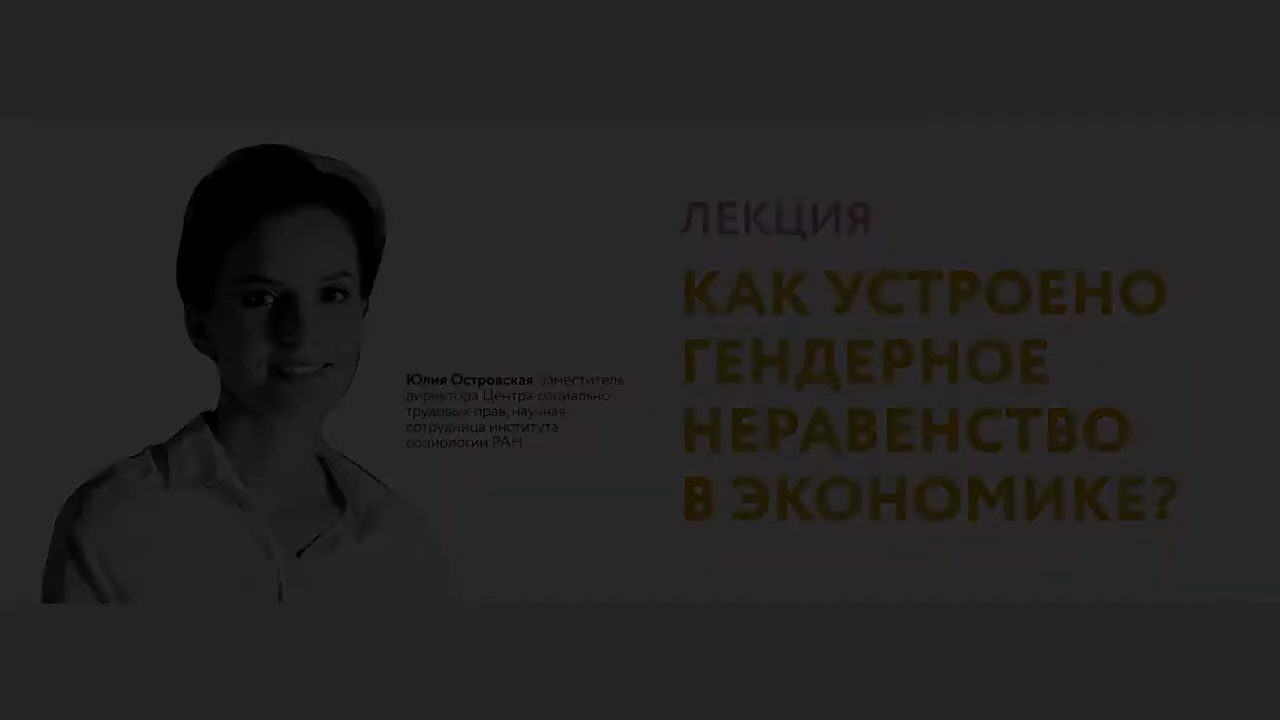 ЛЕКЦИЯ
КАК УСТРОЕНО
ГЕНДЕРНОЕ
НЕРАВЕНСТВО
В ЭКОНОМИКЕ?
Юлия Островская, заместитель
директора Центра социально-
трудовых прав, научная
сотрудница института
социологии РАН